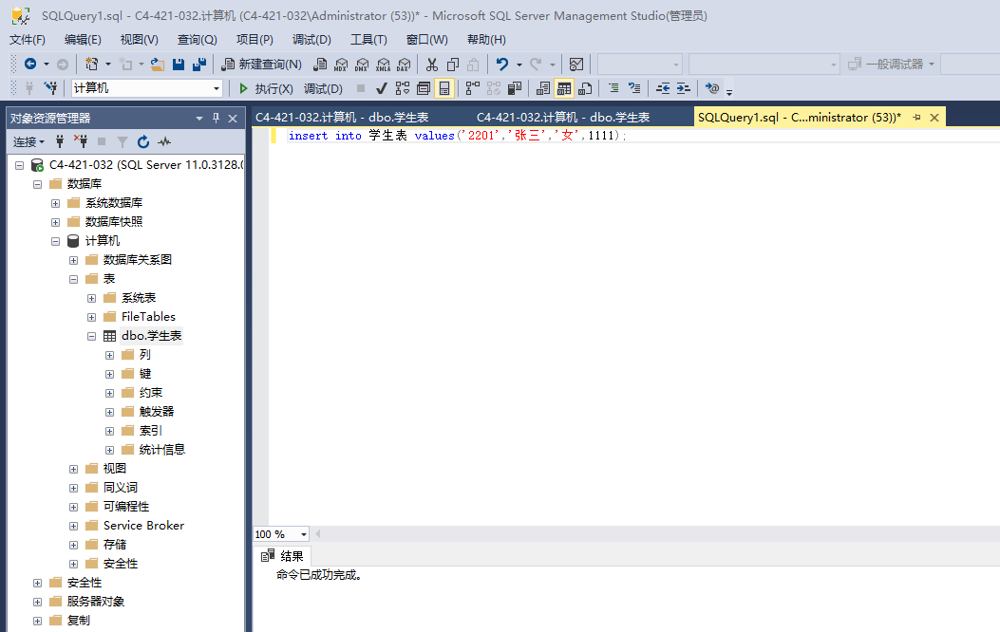 SQLQuery1.sql - C4-421-032.计算机 (C4-421-032\Administrator (53))* - Microsoft SQL Server Management Studio(管理员)
文件(F) 编辑(E) 视图(V) 查询(Q) 项目(P) 调试(D) 工具(T) 窗口(W) 帮助(H)
新建查询(N) MDX DMX XMLA DAX 一般调试器
计算机 执行(X) 调试(D)
对象资源管理器
C4-421-032.计算机 - dbo.学生表 C4-421-032.计算机 - dbo.学生表 SQLQuery1.sql - C...ministrator (53))*
连接
insert into 学生表 values('2201','张三','女',1111);
C4-421-032 (SQL Server 11.0.3128.0
数据库
系统数据库
数据库快照
计算机
数据库关系图
表
系统表
FileTables
dbo.学生表
列
键
约束
触发器
索引
统计信息
视图
同义词
可编程性
Service Broker
存储
安全性
安全性
服务器对象
复制
100 %
结果
命令已成功完成。